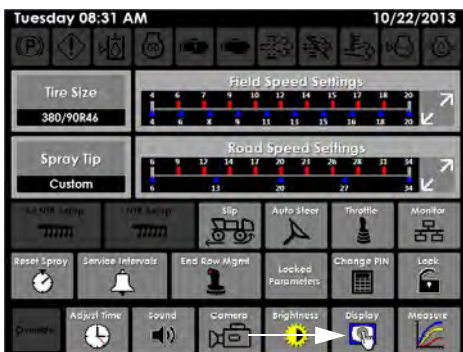 Tuesday 08:31 AM 10/22/2013
Tire Size
380/90R46
Field Speed Settings
4 6 7 9 10 12 14 15 17 18 20
4 6 8 9 11 13 15 16 18 20
Spray Tip
Custom
Road Speed Settings
6 9 12 14 17 20 23 26 28 31 34
6 13 20 27 34
Slip Auto Steer Throttle Monitor
Reset Spray Service Intervals End Row Mgmt Locked Parameters Change PIN Lock
Adjust Time Sound Camera Brightness Display Measure